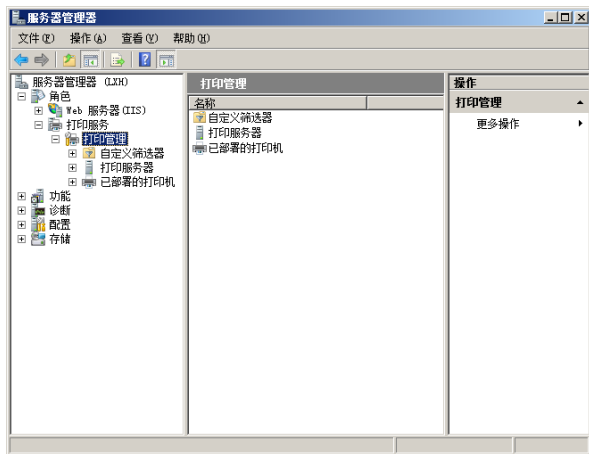 服务器管理器
文件(F) 操作(A) 查看(V) 帮助(H)
服务器管理器 (LXH)
角色
Web 服务器(IIS)
打印服务
打印管理
自定义筛选器
打印服务器
已部署的打印机
功能
诊断
配置
存储
打印管理
名称
自定义筛选器
打印服务器
已部署的打印机
操作
打印管理
更多操作